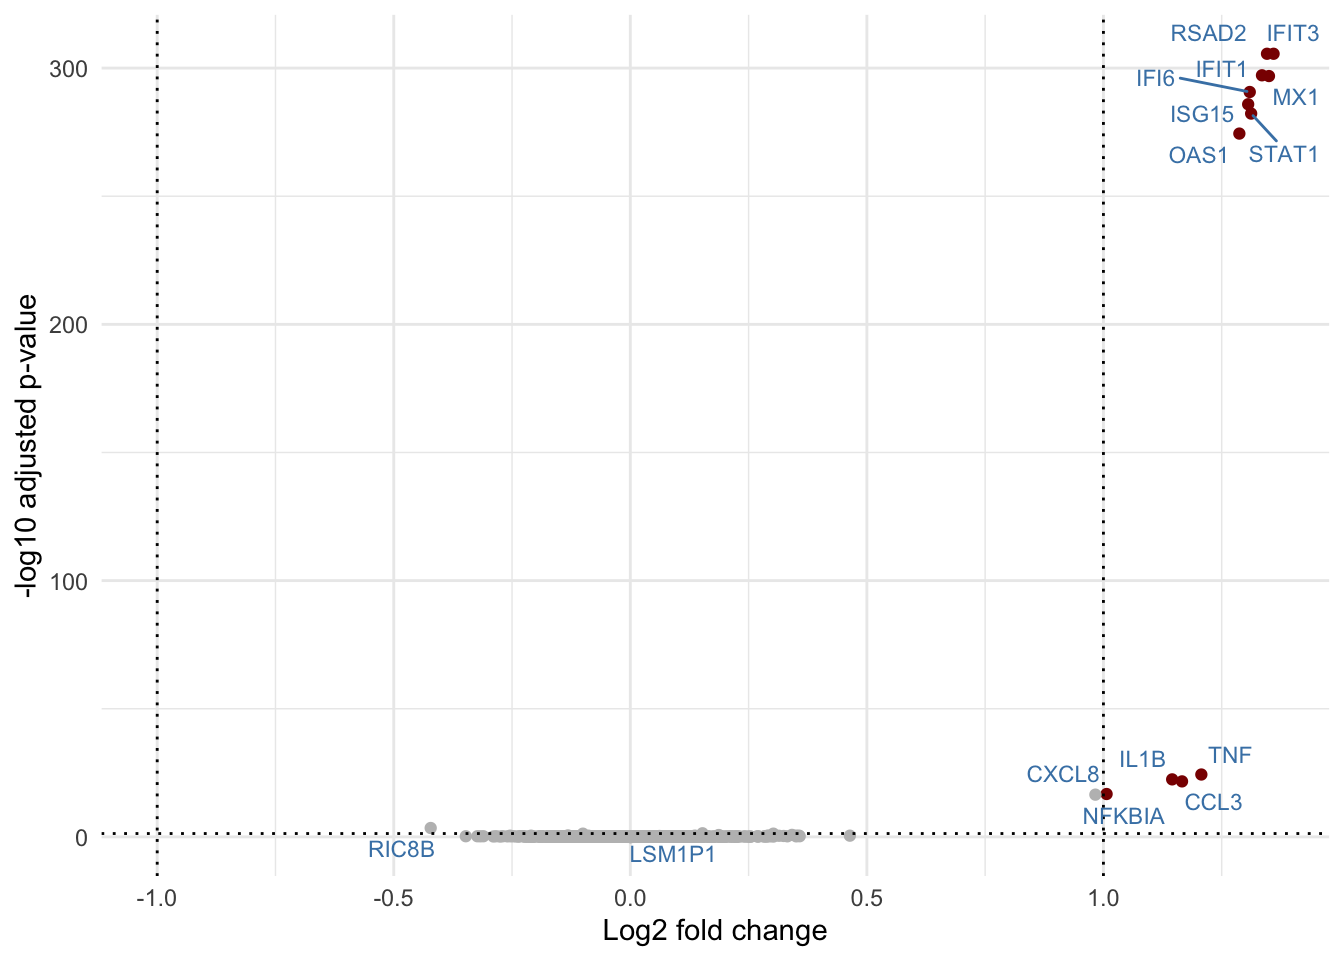 -log10 adjusted p-value
300
200
100
0
RSAD2 IFIT3
IFI6 IFIT1
MX1
ISG15
OAS1 STAT1
TNF
IL1B
CXCL8
CCL3
NFKBIA
RIC8B
LSM1P1
-1.0 -0.5 0.0 0.5 1.0
Log2 fold change